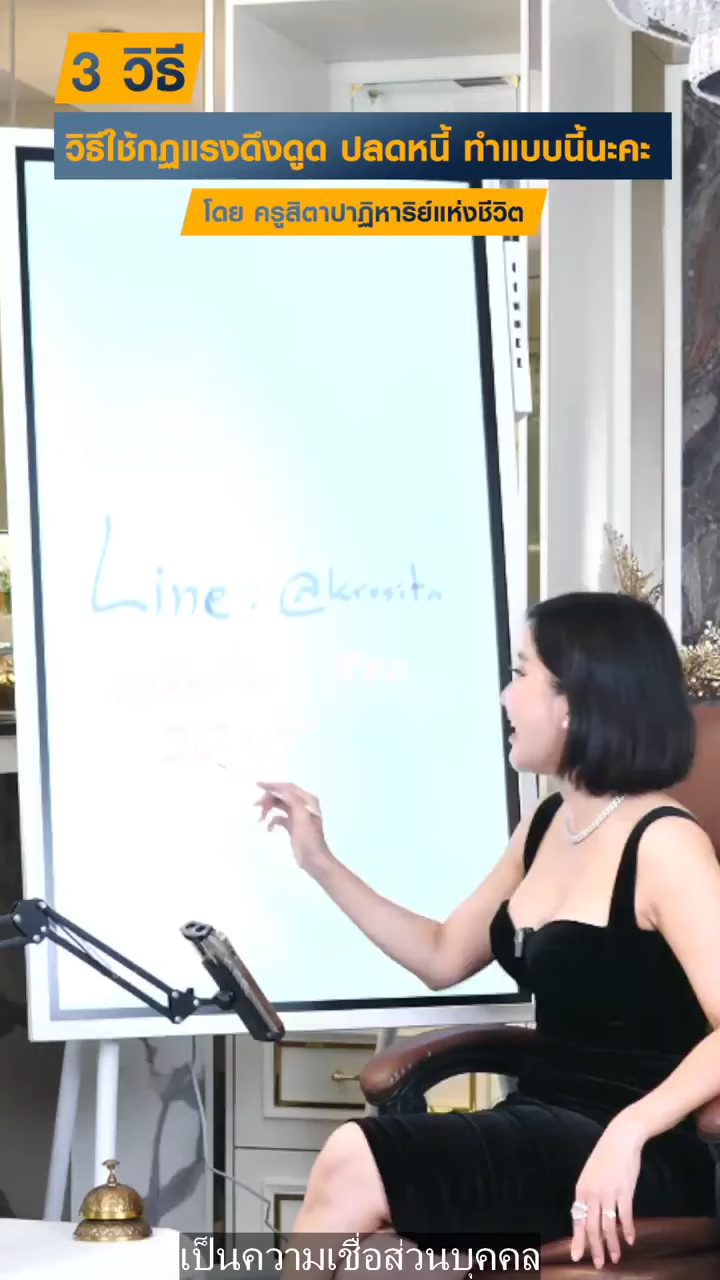 3 วิธี
วิธีใช้กฏแรงดึงดูด ปลดหนี้ ทำแบบนี้นะคะ
โดย ครูสิตาปาฏิหาริย์แห่งชีวิต
Line : @krusita
เป็นความเชื่อส่วนบุคคล